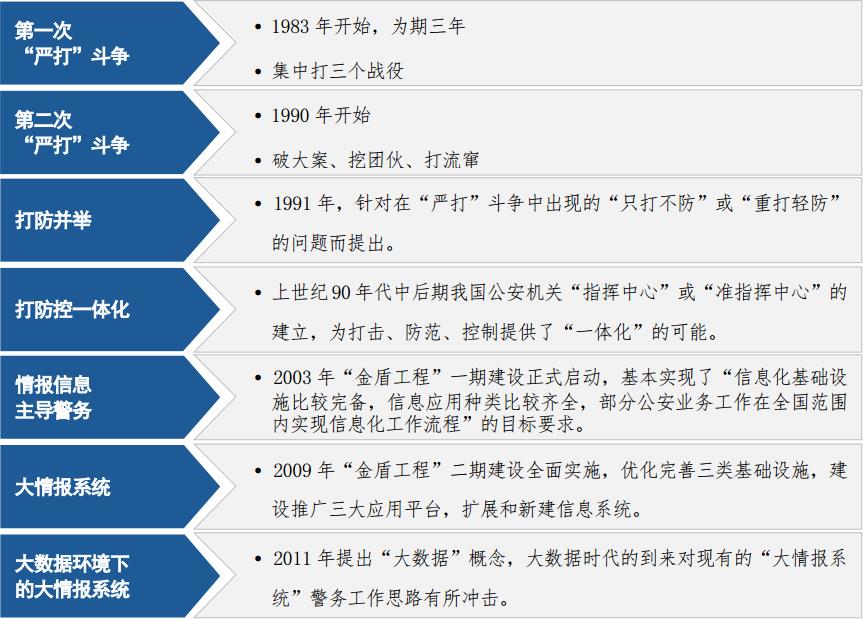 第一次
“严打”斗争
• 1983 年开始，为期三年
• 集中打三个战役
第二次
“严打”斗争
• 1990 年开始
• 破大案、挖团伙、打流窜
打防并举
• 1991 年，针对在“严打”斗争中出现的“只打不防”或“重打轻防”
的问题而提出。
打防控一体化
• 上世纪 90 年代中后期我国公安机关“指挥中心”或“准指挥中心”的
建立，为打击、防范、控制提供了“一体化”的可能。
情报信息
主导警务
• 2003 年“金盾工程”一期建设正式启动，基本实现了“信息化基础设
施比较完备，信息应用种类比较齐全，部分公安业务工作在全国范围
内实现信息化工作流程”的目标要求。
大情报系统
• 2009 年“金盾工程”二期建设全面实施，优化完善三类基础设施，建
设推广三大应用平台，扩展和新建信息系统。
大数据环境下
的大情报系统
• 2011 年提出“大数据”概念，大数据时代的到来对现有的“大情报系
统”警务工作思路有所冲击。